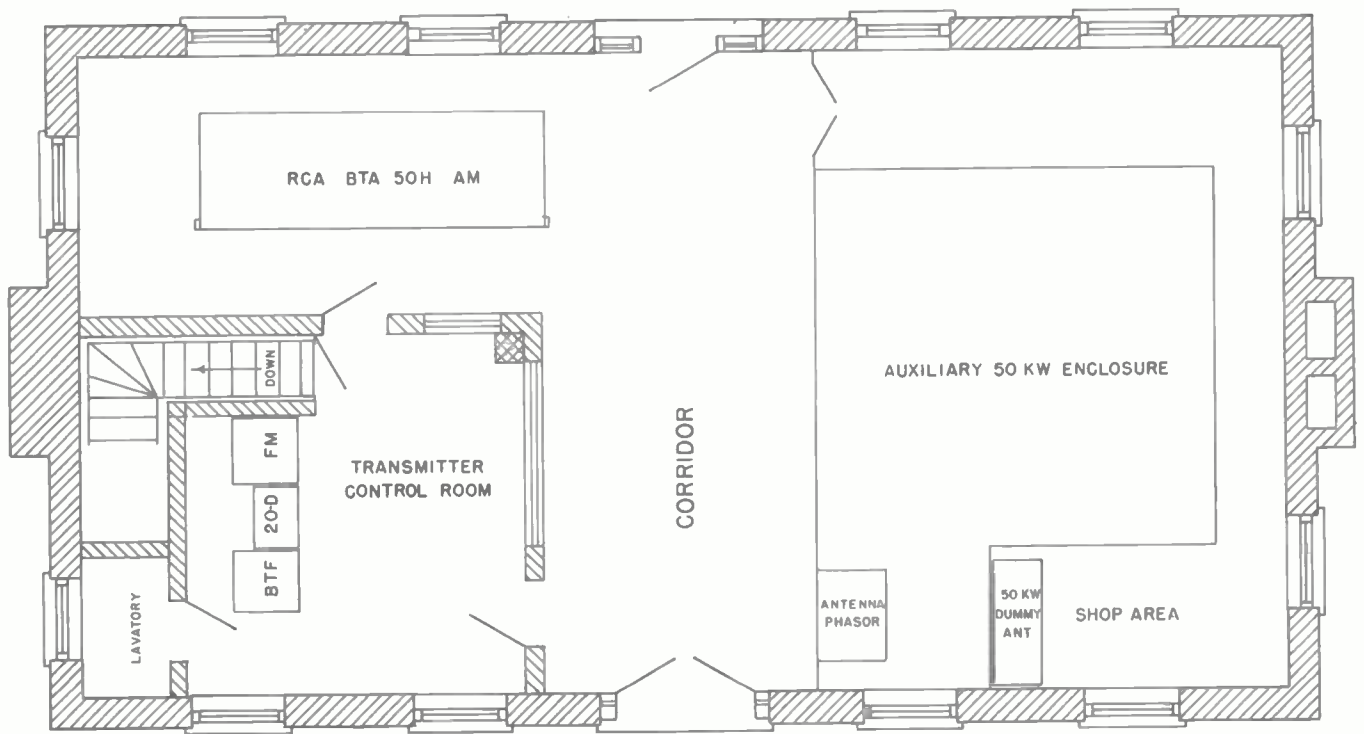 RCA BTA 50H AM
AUXILIARY 50 KW ENCLOSURE
DOWN
FM
20-D
BTF
TRANSMITTER
CONTROL ROOM
CORRIDOR
LAVATORY
ANTENNA
PHASOR
50 KW
DUMMY
ANT
SHOP AREA